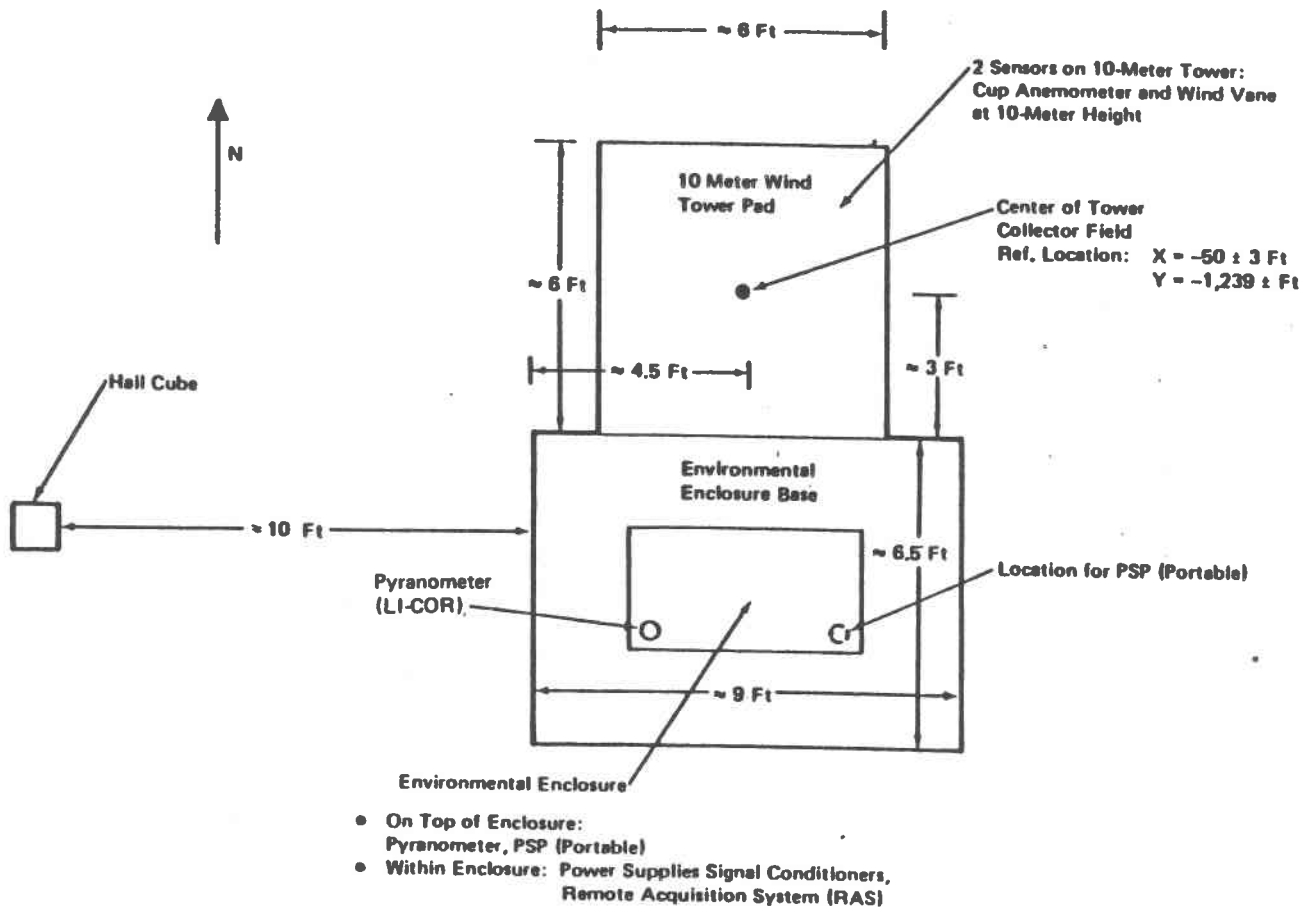 ≈ 6 Ft
2 Sensors on 10-Meter Tower:
Cup Anemometer and Wind Vane
at 10-Meter Height
N
10 Meter Wind
Tower Pad
Center of Tower
Collector Field
Ref. Location: X = -50 ± 3 Ft
Y = -1,239 ± Ft
≈ 6 Ft
≈ 4.5 Ft
≈ 3 Ft
Hail Cube
Environmental
Enclosure Base
≈ 10 Ft
≈ 6.5 Ft
Pyranometer
(LI-COR)
Location for PSP (Portable)
≈ 9 Ft
Environmental Enclosure
● On Top of Enclosure:
Pyranometer, PSP (Portable)
● Within Enclosure: Power Supplies Signal Conditioners,
Remote Acquisition System (RAS)